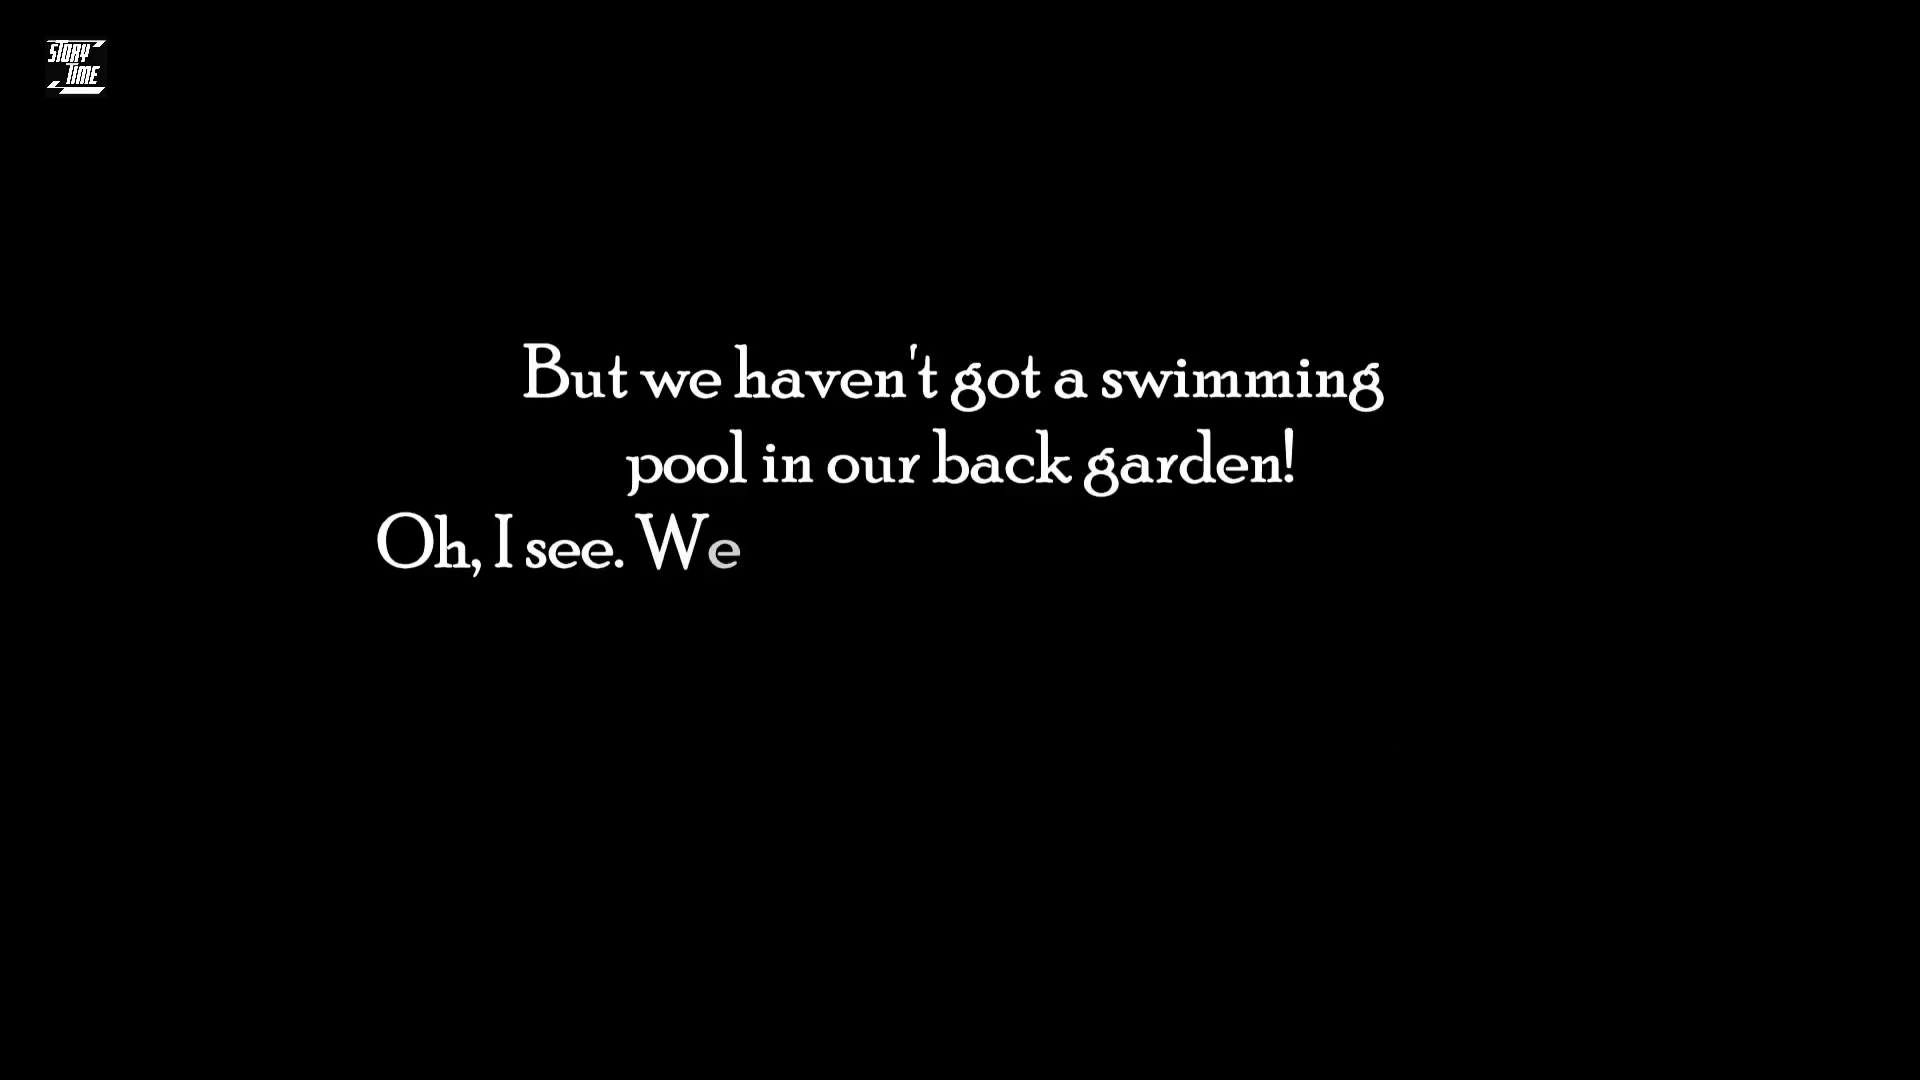 STORY
TIME
But we haven't got a swimming
pool in our back garden!
Oh, I see. We